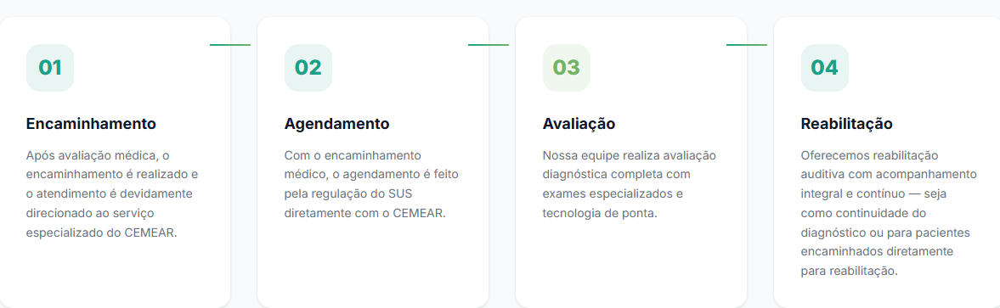 01
Encaminhamento
Após avaliação médica, o
encaminhamento é realizado e
o atendimento é devidamente
direcionado ao serviço
especializado do CEMEAR.
02
Agendamento
Com o encaminhamento
médico, o agendamento é feito
pela regulação do SUS
diretamente com o CEMEAR.
03
Avaliação
Nossa equipe realiza avaliação
diagnóstica completa com
exames especializados e
tecnologia de ponta.
04
Reabilitação
Oferecemos reabilitação
auditiva com acompanhamento
integral e contínuo — seja
como continuidade do
diagnóstico ou para pacientes
encaminhados diretamente
para reabilitação.